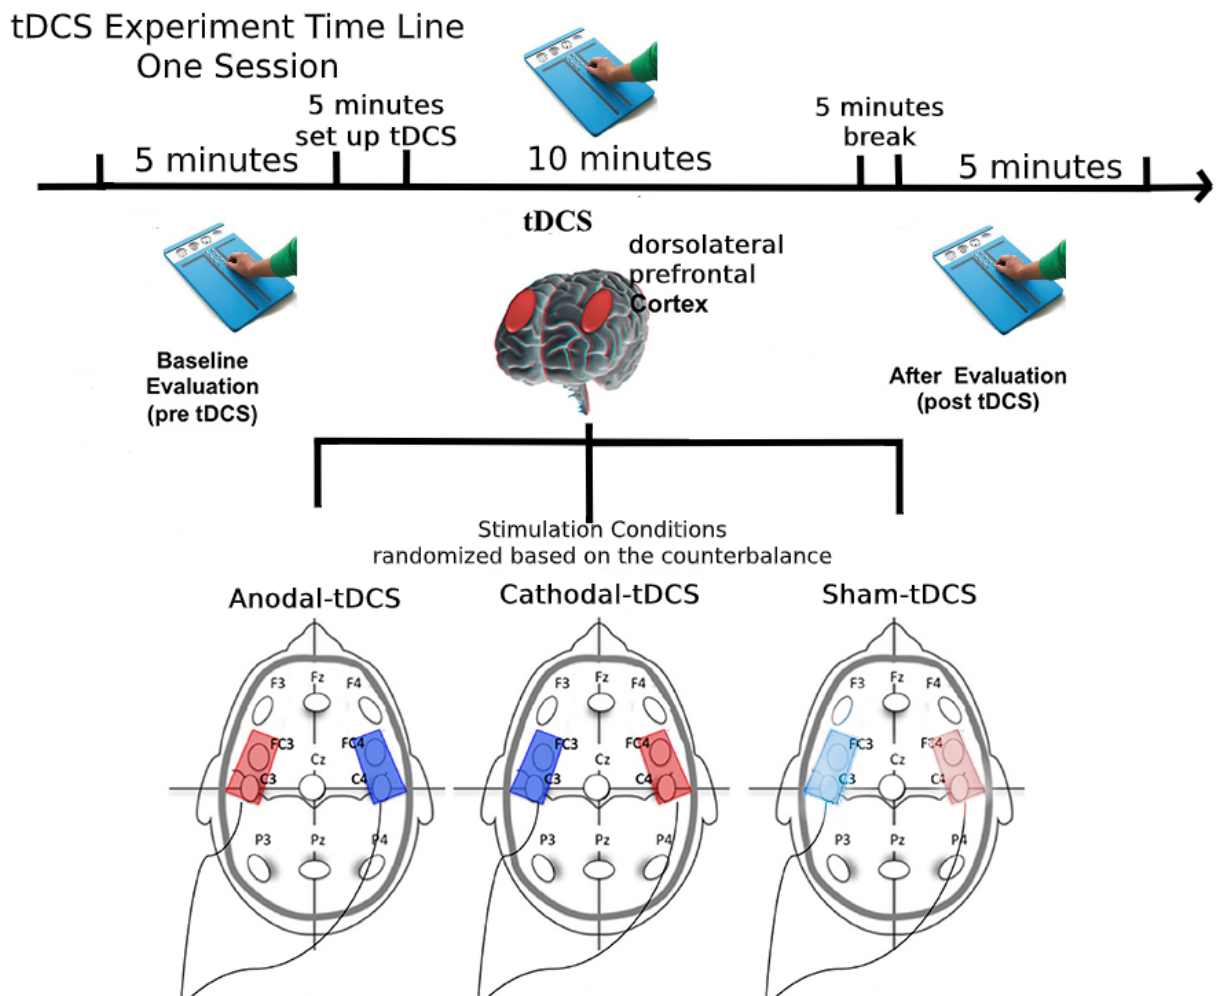 tDCS Experiment Time Line
One Session
5 minutes
set up tDCS
5 minutes
break
5 minutes
10 minutes
5 minutes
tDCS
dorsolateral
prefrontal
Cortex
Baseline
Evaluation
(pre tDCS)
After Evaluation
(post tDCS)
Stimulation Conditions
randomized based on the counterbalance
Anodal-tDCS
Cathodal-tDCS
Sham-tDCS
F3 Fz F4
FC3 FC4
Cz
C3 C4
P3 Pz P4
F3 Fz F4
FC3 FC4
Cz
C3 C4
P3 Pz P4
F3 Fz F4
FC3 FC4
Cz
C3 C4
P3 Pz P4